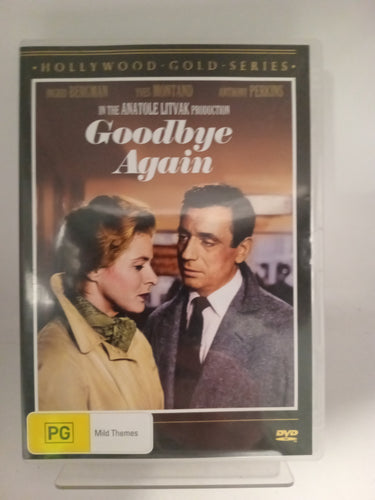 HOLLYWOOD · GOLD · SERIES
INGRID BERGMAN YVES MONTAND ANTHONY PERKINS
IN THE ANATOLE LITVAK PRODUCTION
Goodbye
Again
PG Mild Themes
DVD